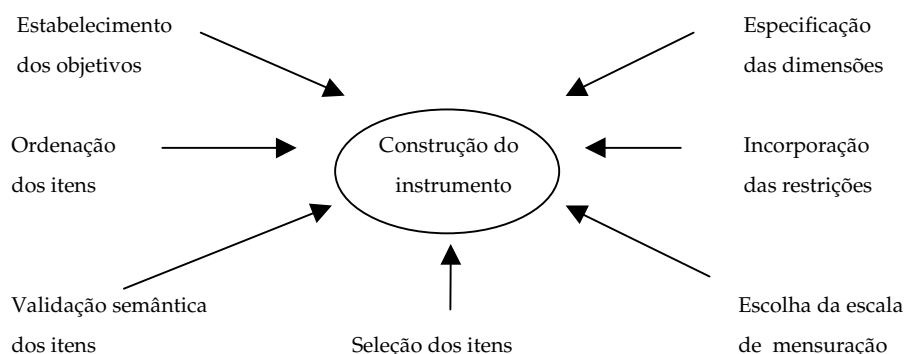 Estabelecimento
dos objetivos
Especificação
das dimensões
Ordenação
dos itens
Construção do
instrumento
Incorporação
das restrições
Validação semântica
dos itens
Seleção dos itens
Escolha da escala
de mensuração